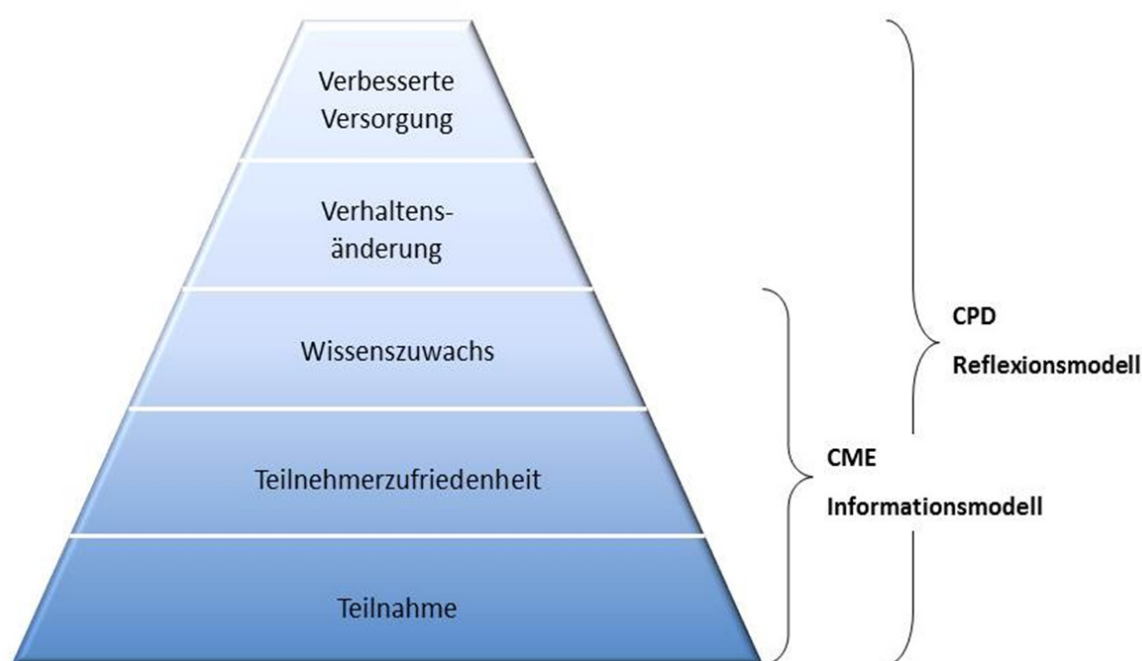 Verbesserte
Versorgung
Verhaltens-
änderung
Wissenszuwachs
Teilnehmerzufriedenheit
Teilnahme
CPD
Reflexionsmodell
CME
Informationsmodell